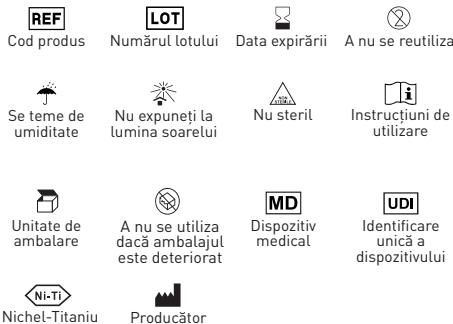 REF
LOT
2
Cod produs
Numărul lotului
Data expirării
A nu se reutiliza
NON
STERILE
i
Se teme de
umiditate
Nu expuneți la
lumina soarelui
Nu steril
Instrucțiuni de
utilizare
MD
UDI
Unitate de
ambalare
A nu se utiliza
dacă ambalajul
este deteriorat
Dispozitiv
medical
Identificare
unică a
dispozitivului
Ni-Ti
Nichel-Titaniu
Producător